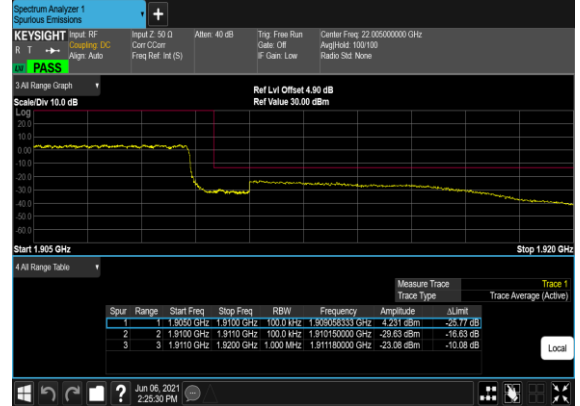 Spectrum Analyzer 1
Spurious Emissions
KEYSIGHT
R T
LXI PASS
Input: RF
Coupling: DC
Align: Auto
Input Z: 50 Ω
Corr CCorr
Freq Ref: Int (S)
Atten: 40 dB
Trig: Free Run
Gate: Off
IF Gain: Low
Center Freq: 22.005000000 GHz
Avg|Hold: 100/100
Radio Std: None
3 All Range Graph
Ref Lvl Offset 4.90 dB
Scale/Div 10.0 dB
Ref Value 30.00 dBm
Log
20.0
10.0
0.00
-10.0
-20.0
-30.0
-40.0
-50.0
-60.0
Start 1.905 GHz
Stop 1.920 GHz
4 All Range Table
Measure Trace Trace 1
Trace Type Trace Average (Active)
Spur Range Start Freq Stop Freq RBW Frequency Amplitude ΔLimit
1 1 1.9050 GHz 1.9100 GHz 100.0 kHz 1.909058333 GHz 4.231 dBm -25.77 dB
2 2 1.9100 GHz 1.9110 GHz 100.0 kHz 1.910150000 GHz -29.63 dBm -16.63 dB
3 3 1.9110 GHz 1.9200 GHz 1.000 MHz 1.911180000 GHz -23.08 dBm -10.08 dB
Local
?
Jun 06, 2021
2:25:30 PM